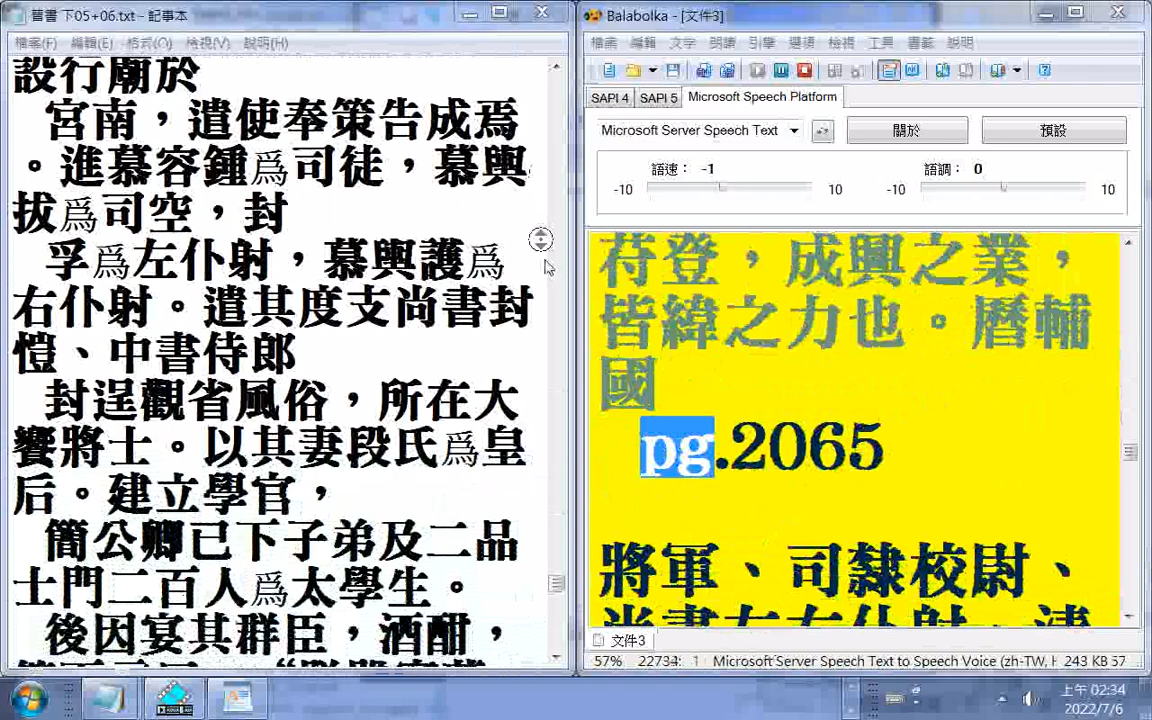 晉書 下05+06.txt - 記事本
檔案(F) 編輯(E) 格式(O) 檢視(V) 說明(H)
設行廟於
宮南，遣使奉策告成焉
。進慕容鍾爲司徒，慕輿
拔爲司空，封
孚爲左仆射，慕輿護爲
右仆射。遣其度支尚書封
愷、中書侍郎
封逞觀省風俗，所在大
饗將士。以其妻段氏爲皇
后。建立學官，
簡公卿已下子弟及二品
士門二百人爲太學生。
後因宴其群臣，酒酣，
Balabolka - [文件3]
檔案 編輯 文字 朗讀 引擎 選項 檢視 工具 書籤 說明
SAPI 4 SAPI 5 Microsoft Speech Platform
Microsoft Server Speech Text 關於 預設
語速： -1 語調： 0
-10 10 -10 10
苻登，成興之業，
皆緯之力也。曆輔
國
pg.2065
將軍、司隸校尉、
尚書左右仆射，遷
文件3
57% 22734: 1 Microsoft Server Speech Text to Speech Voice (zh-TW, H 243 KB 57
上午 02:34
2022/7/6